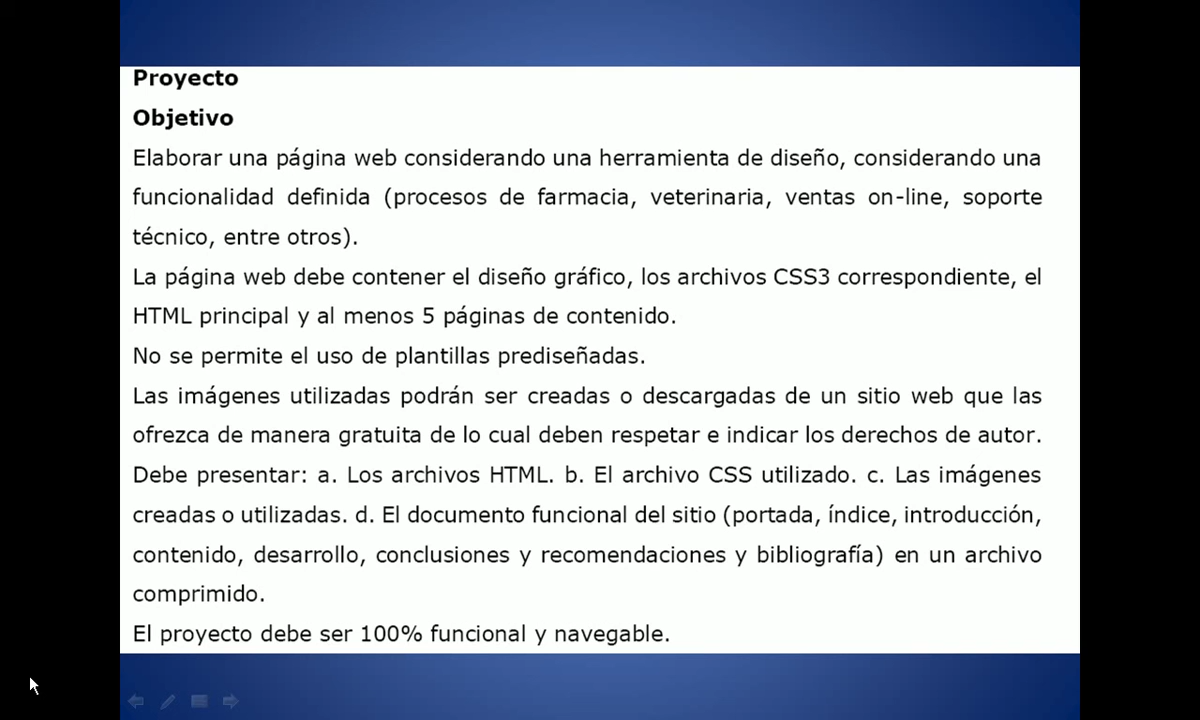 Proyecto
Objetivo
Elaborar una página web considerando una herramienta de diseño, considerando una
funcionalidad definida (procesos de farmacia, veterinaria, ventas on-line, soporte
técnico, entre otros).
La página web debe contener el diseño gráfico, los archivos CSS3 correspondiente, el
HTML principal y al menos 5 páginas de contenido.
No se permite el uso de plantillas prediseñadas.
Las imágenes utilizadas podrán ser creadas o descargadas de un sitio web que las
ofrezca de manera gratuita de lo cual deben respetar e indicar los derechos de autor.
Debe presentar: a. Los archivos HTML. b. El archivo CSS utilizado. c. Las imágenes
creadas o utilizadas. d. El documento funcional del sitio (portada, índice, introducción,
contenido, desarrollo, conclusiones y recomendaciones y bibliografía) en un archivo
comprimido.
El proyecto debe ser 100% funcional y navegable.